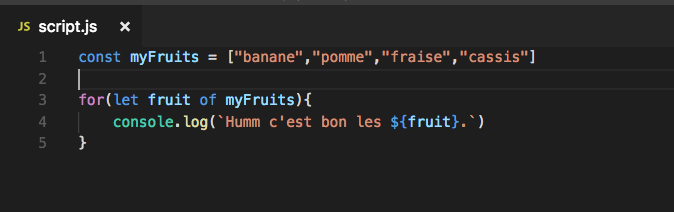 JS script.js ×
1 const myFruits = ["banane","pomme","fraise","cassis"]
2
3 for(let fruit of myFruits){
4     console.log(`Humm c'est bon les ${fruit}.`)
5 }